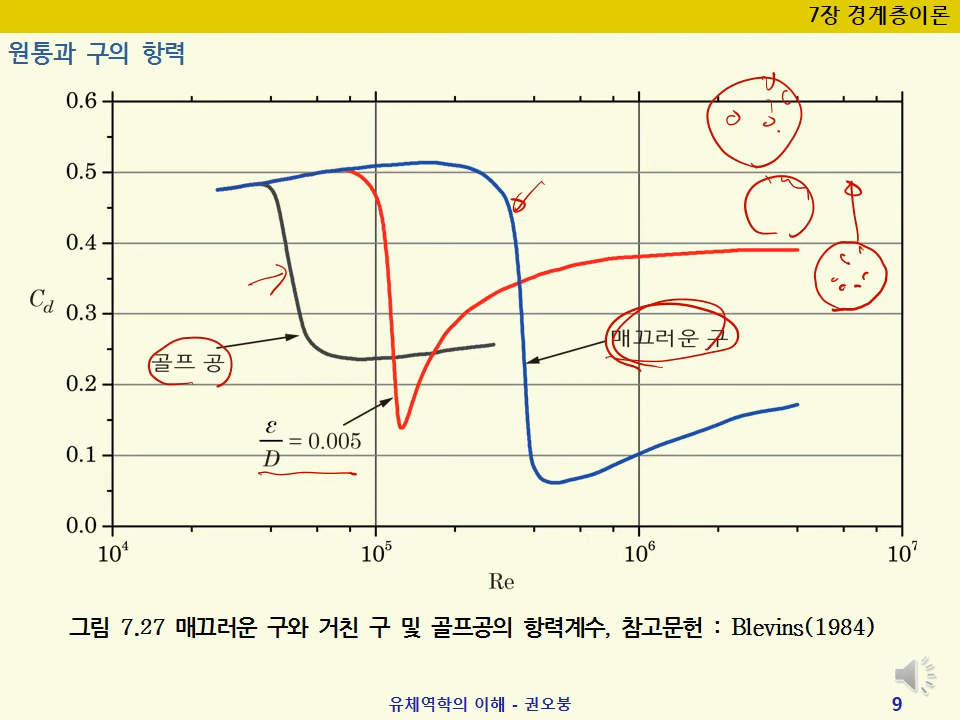 7장 경계층이론
원통과 구의 항력
0.6
0.5
0.4
C_d
0.3
0.2
0.1
0.0
골프 공
매끄러운 구
ε/D = 0.005
10^4 10^5 10^6 10^7
Re
그림 7.27 매끄러운 구와 거친 구 및 골프공의 항력계수, 참고문헌 : Blevins(1984)
유체역학의 이해 - 권오붕
9